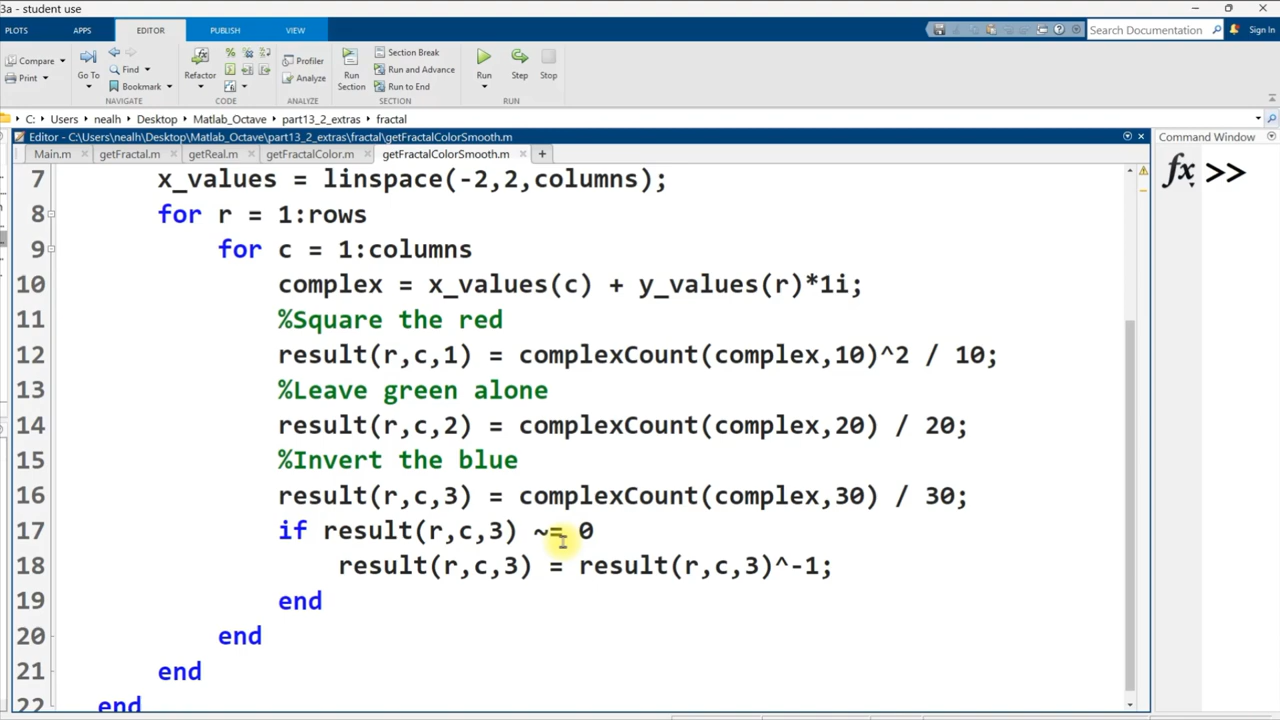 3a - student use
PLOTS APPS EDITOR PUBLISH VIEW Search Documentation Sign In
Compare Print Go To Find Bookmark NAVIGATE
Refactor CODE
Profiler Analyze ANALYZE
Run Section Section Break Run and Advance Run to End SECTION
Run Step Stop RUN
C: Users nealh Desktop Matlab_Octave part13_2_extras fractal
Editor - C:\Users\nealh\Desktop\Matlab_Octave\part13_2_extras\fractal\getFractalColorSmooth.m
Command Window
Main.m getFractal.m getReal.m getFractalColor.m getFractalColorSmooth.m +
fx >>
7 x_values = linspace(-2,2,columns);
8 for r = 1:rows
9 for c = 1:columns
10 complex = x_values(c) + y_values(r)*1i;
11 %Square the red
12 result(r,c,1) = complexCount(complex,10)^2 / 10;
13 %Leave green alone
14 result(r,c,2) = complexCount(complex,20) / 20;
15 %Invert the blue
16 result(r,c,3) = complexCount(complex,30) / 30;
17 if result(r,c,3) ~= 0
18 result(r,c,3) = result(r,c,3)^-1;
19 end
20 end
21 end
22 end